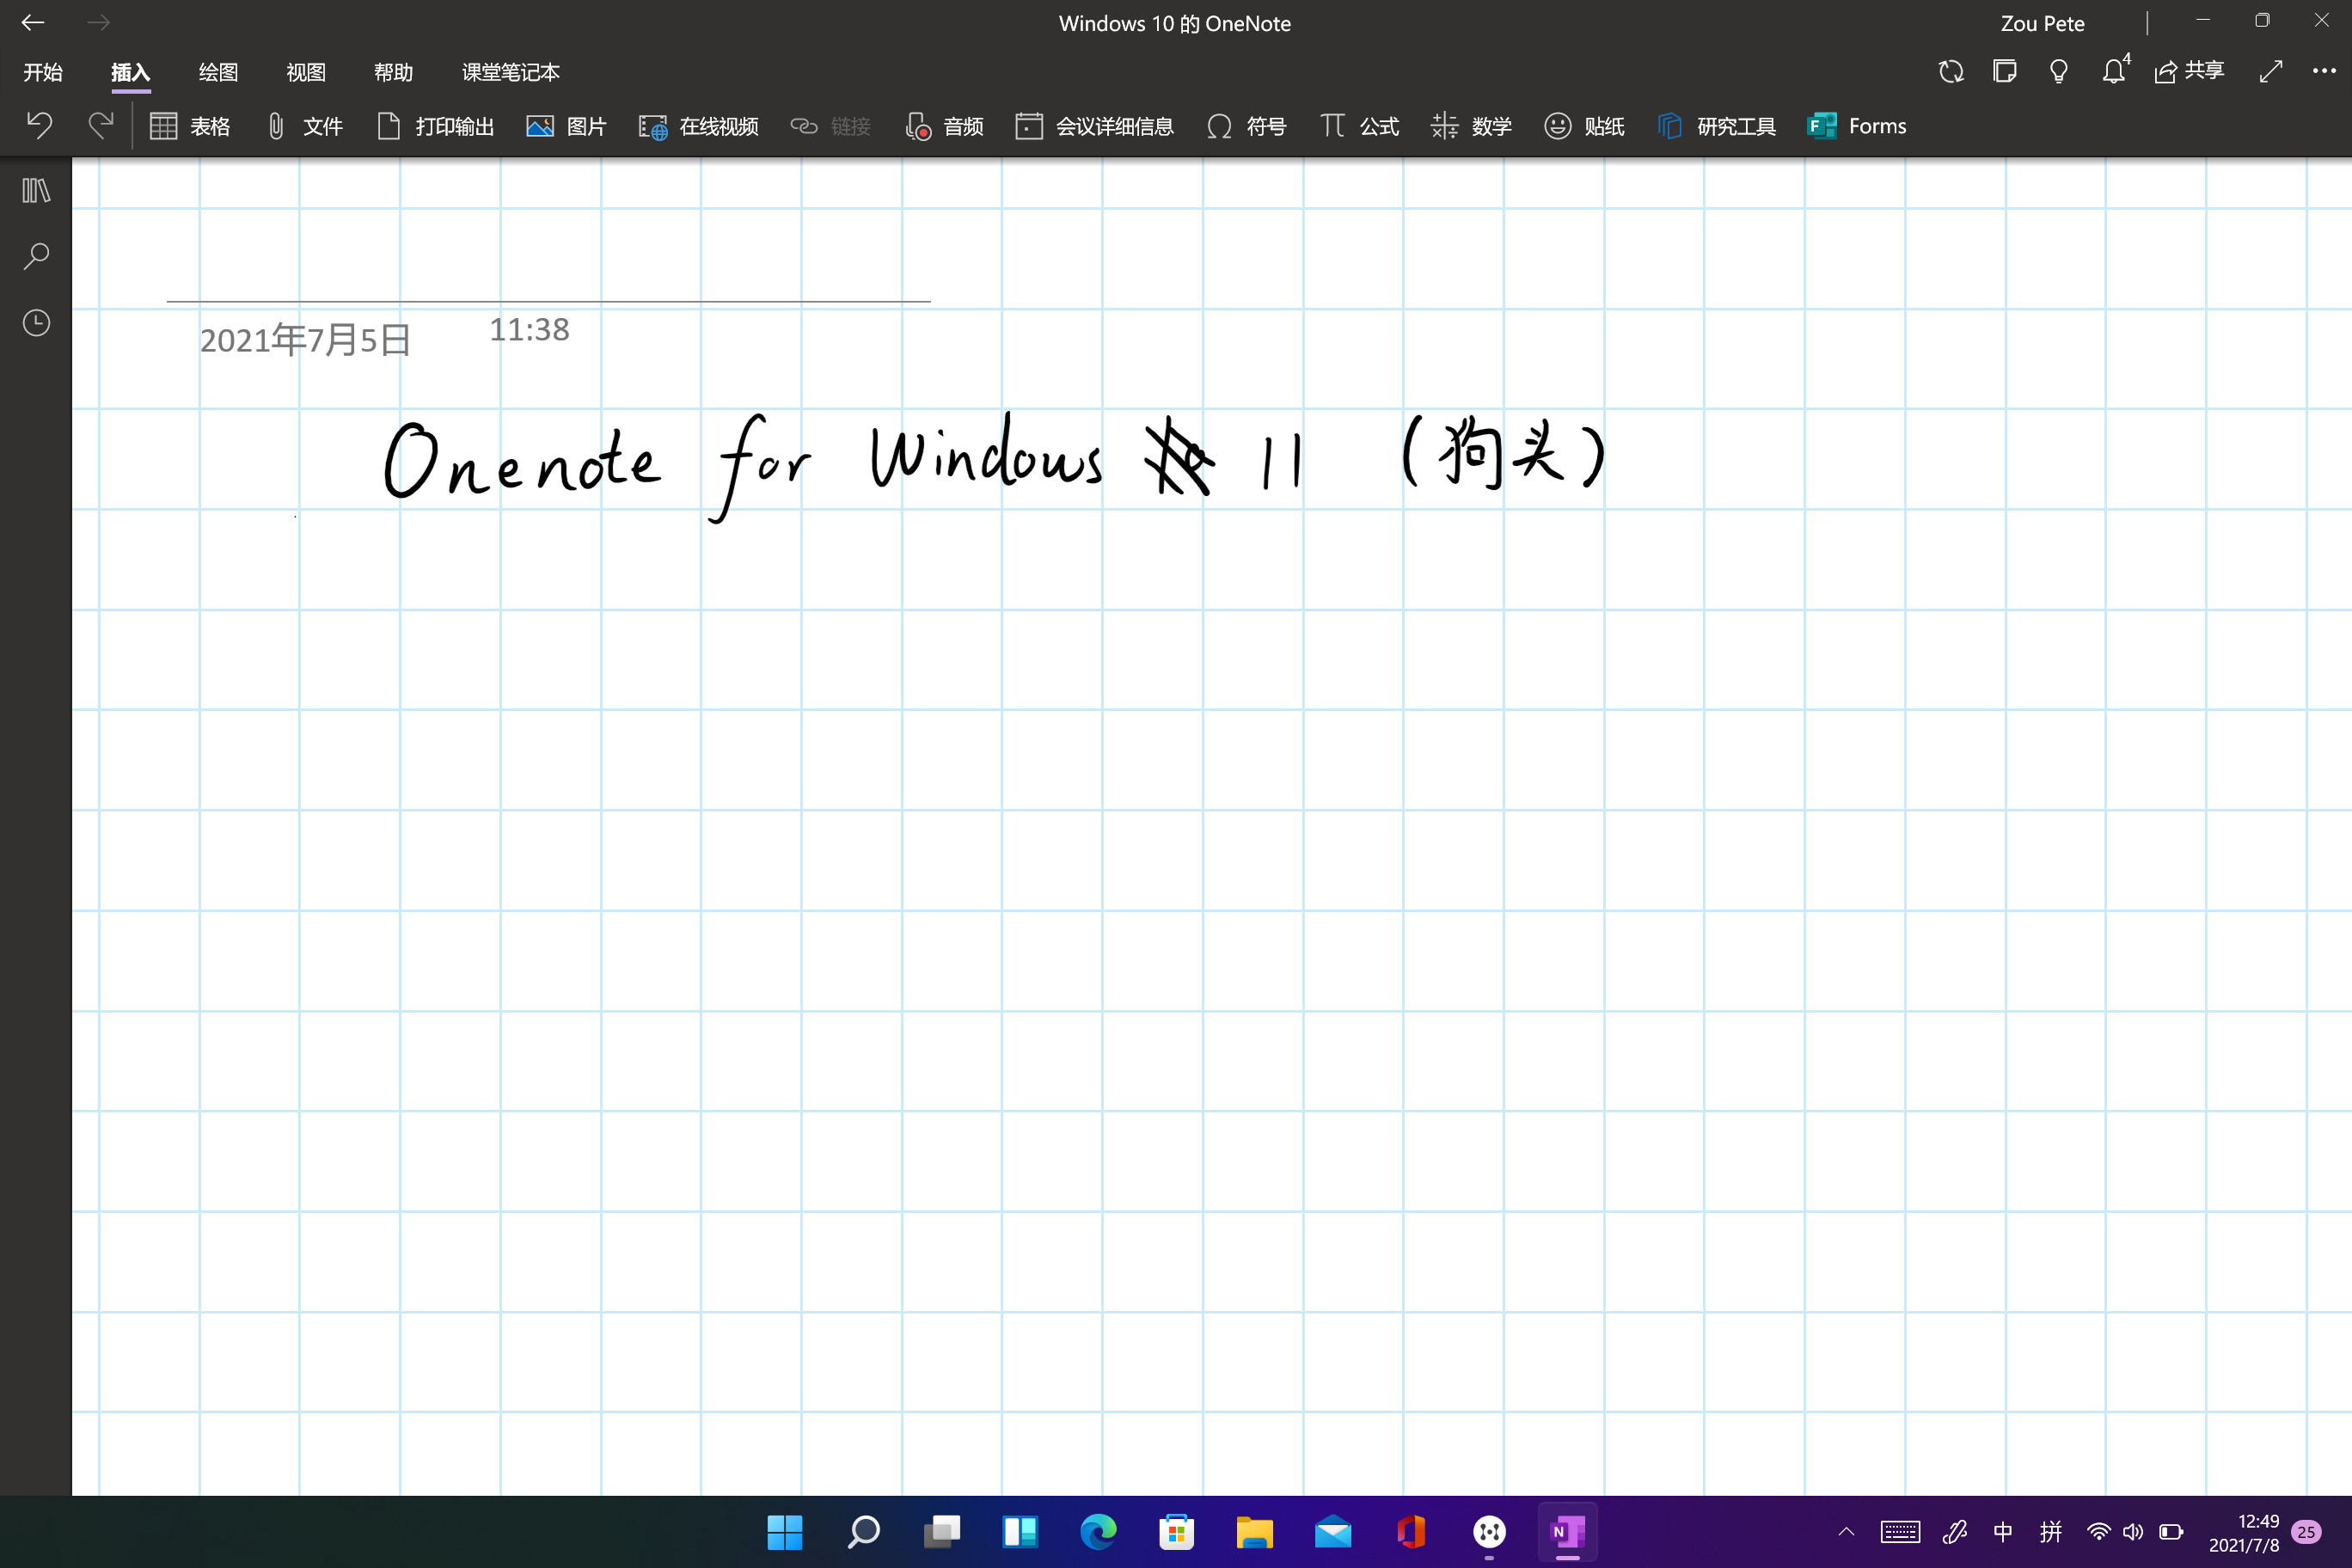 Windows 10 的 OneNote
Zou Pete
开始 插入 绘图 视图 帮助 课堂笔记本
4 共享
表格 文件 打印输出 图片 在线视频 链接 音频 会议详细信息 符号 公式 数学 贴纸 研究工具 Forms
2021年7月5日 11:38
Onenote for Windows 11 (狗头)
中 拼 12:49
2021/7/8 25